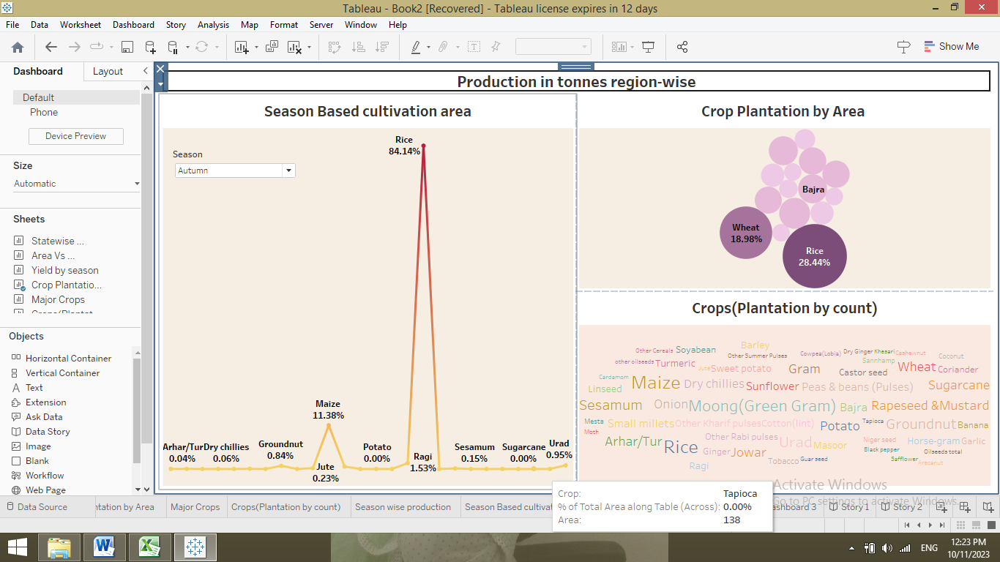 Tableau - Book2 [Recovered] - Tableau license expires in 12 days
File Data Worksheet Dashboard Story Analysis Map Format Server Window Help
Show Me
Dashboard Layout
Default
Phone
Device Preview
Size
Automatic
Sheets
Statewise ...
Area Vs ...
Yield by season
Crop Plantatio...
Major Crops
Objects
Horizontal Container
Vertical Container
Text
Extension
Ask Data
Data Story
Image
Blank
Workflow
Web Page
Production in tonnes region-wise
Season Based cultivation area
Season
Autumn
Rice
84.14%
Maize
11.38%
Arhar/Tur Dry chillies Groundnut Potato Sesamum Sugarcane Urad
0.04% 0.06% 0.84% 0.00% 0.15% 0.00% 0.95%
Jute
0.23%
Ragi
1.53%
Crop Plantation by Area
Bajra
Wheat
18.98%
Rice
28.44%
Crops(Plantation by count)
Barley
Other Cereals Soyabean Other Summer Pulses Cowpea(Lobia) Dry Ginger Khesari Cashewnut Coconut
other oilseeds Turmeric Jute Sweet potato Gram Sannhamp Castor seed Wheat Coriander
Cardamom Linseed Maize Dry chillies Sunflower Peas & beans (Pulses) Sugarcane
Sesamum Onion Moong(Green Gram) Bajra Rapeseed &Mustard
Mesta Small millets Other Kharif pulses Cotton(lint) Potato Tapioca Groundnut Banana
Moth Arhar/Tur Rice Other Rabi pulses Urad Masoor Niger seed Horse-gram Garlic
Ginger Jowar Black pepper Oilseeds total
Ragi Tobacco Guar seed Safflower Arecanut
Crop: Tapioca
% of Total Area along Table (Across): 0.00%
Area: 138
Activate Windows
Go to PC settings to activate Windows.
Data Source ntation by Area Major Crops Crops(Plantation by count) Season wise production Season Based cultivat ashboard 3 Story 1 Story 2
ENG
12:23 PM
10/11/2023